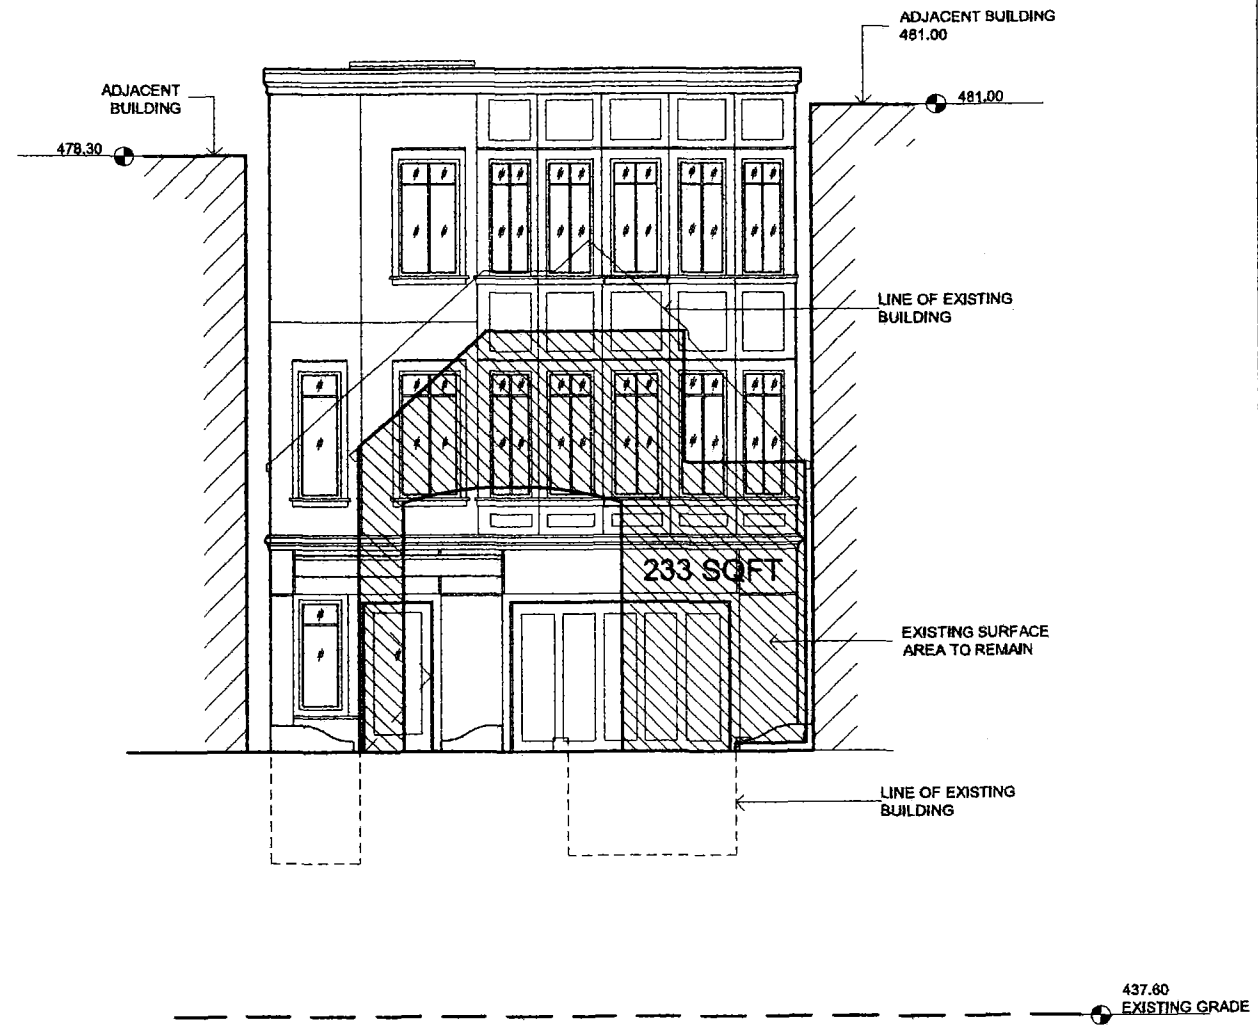 ADJACENT BUILDING
481.00
ADJACENT
BUILDING
481.00
478.30
LINE OF EXISTING
BUILDING
233 SQFT
EXISTING SURFACE
AREA TO REMAIN
LINE OF EXISTING
BUILDING
437.60
EXISTING GRADE